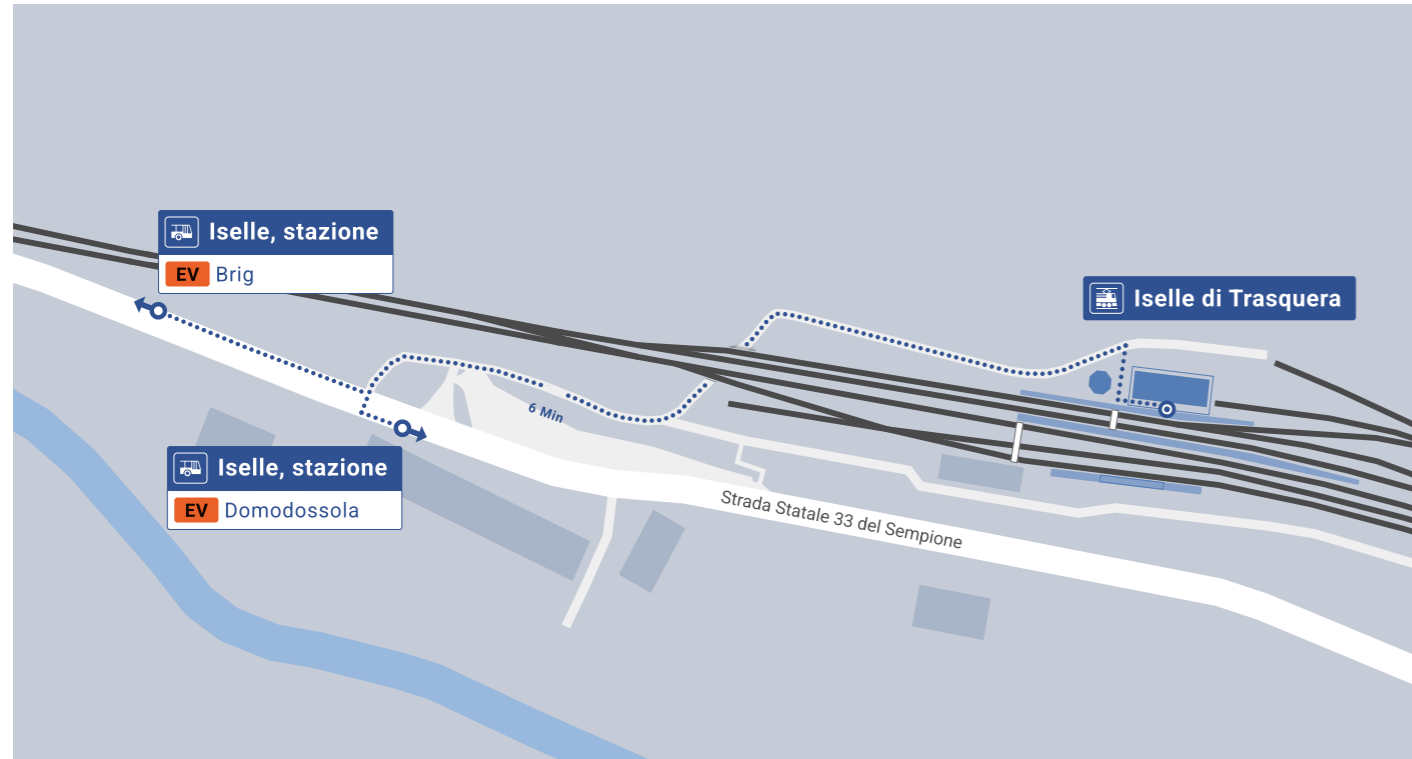 Iselle, stazione
EV Brig
Iselle di Trasquera
6 Min
Iselle, stazione
EV Domodossola
Strada Statale 33 del Sempione